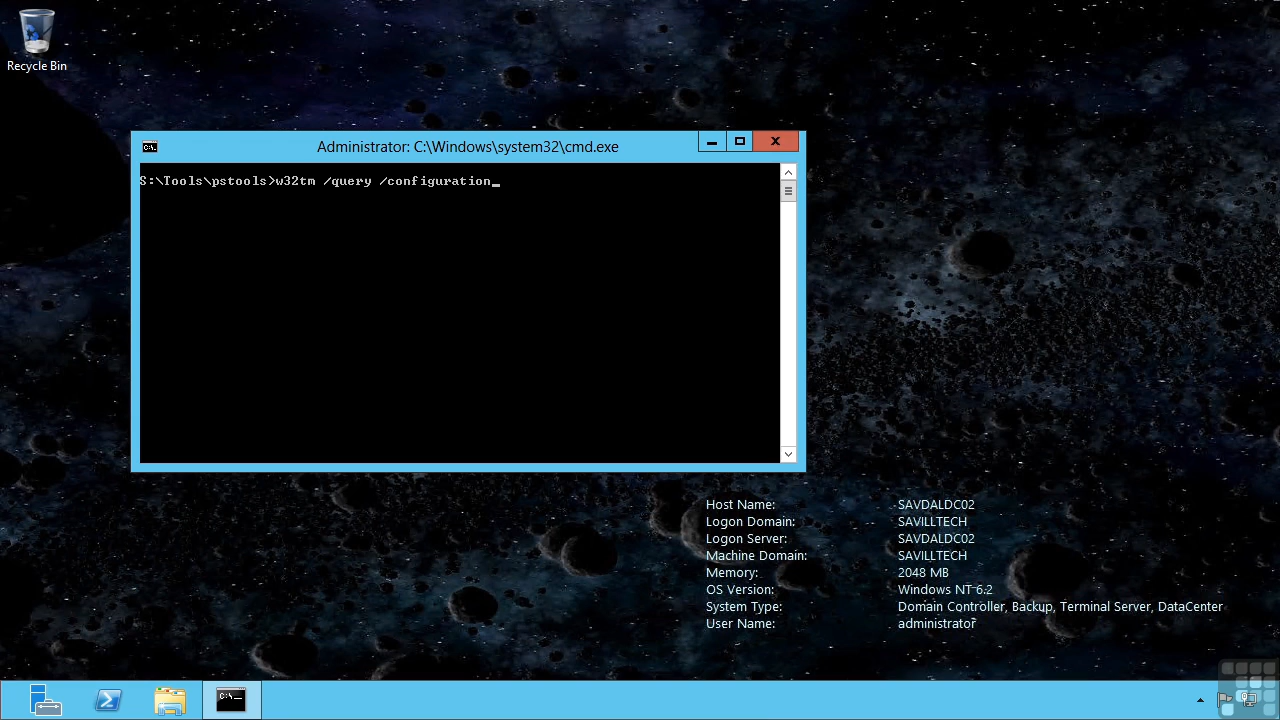 Recycle Bin
Administrator: C:\Windows\system32\cmd.exe
S:\Tools\pstools>w32tm /query /configuration_
Host Name: SAVDALDC02
Logon Domain: SAVILLTECH
Logon Server: SAVDALDC02
Machine Domain: SAVILLTECH
Memory: 2048 MB
OS Version: Windows NT 6.2
System Type: Domain Controller, Backup, Terminal Server, DataCenter
User Name: administrator